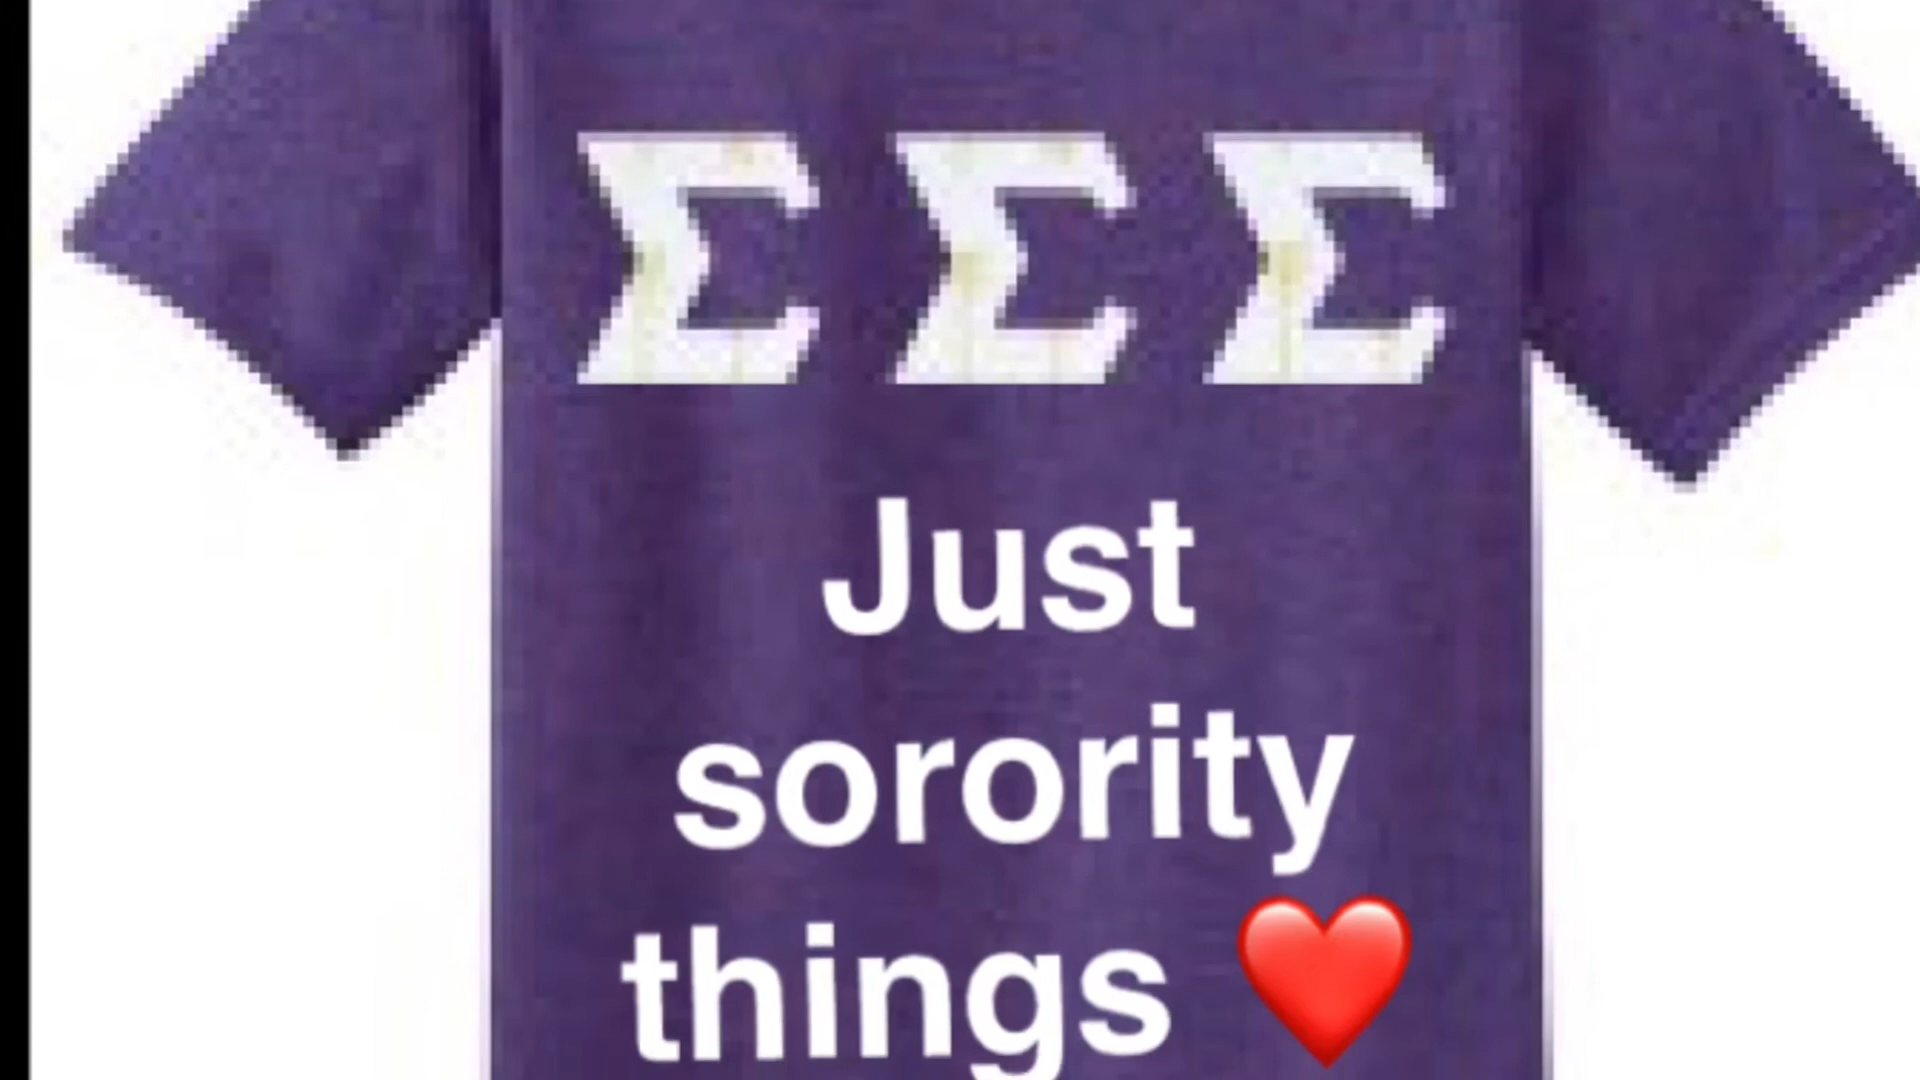 ΣΣΣ
Just
sorority
things ❤️